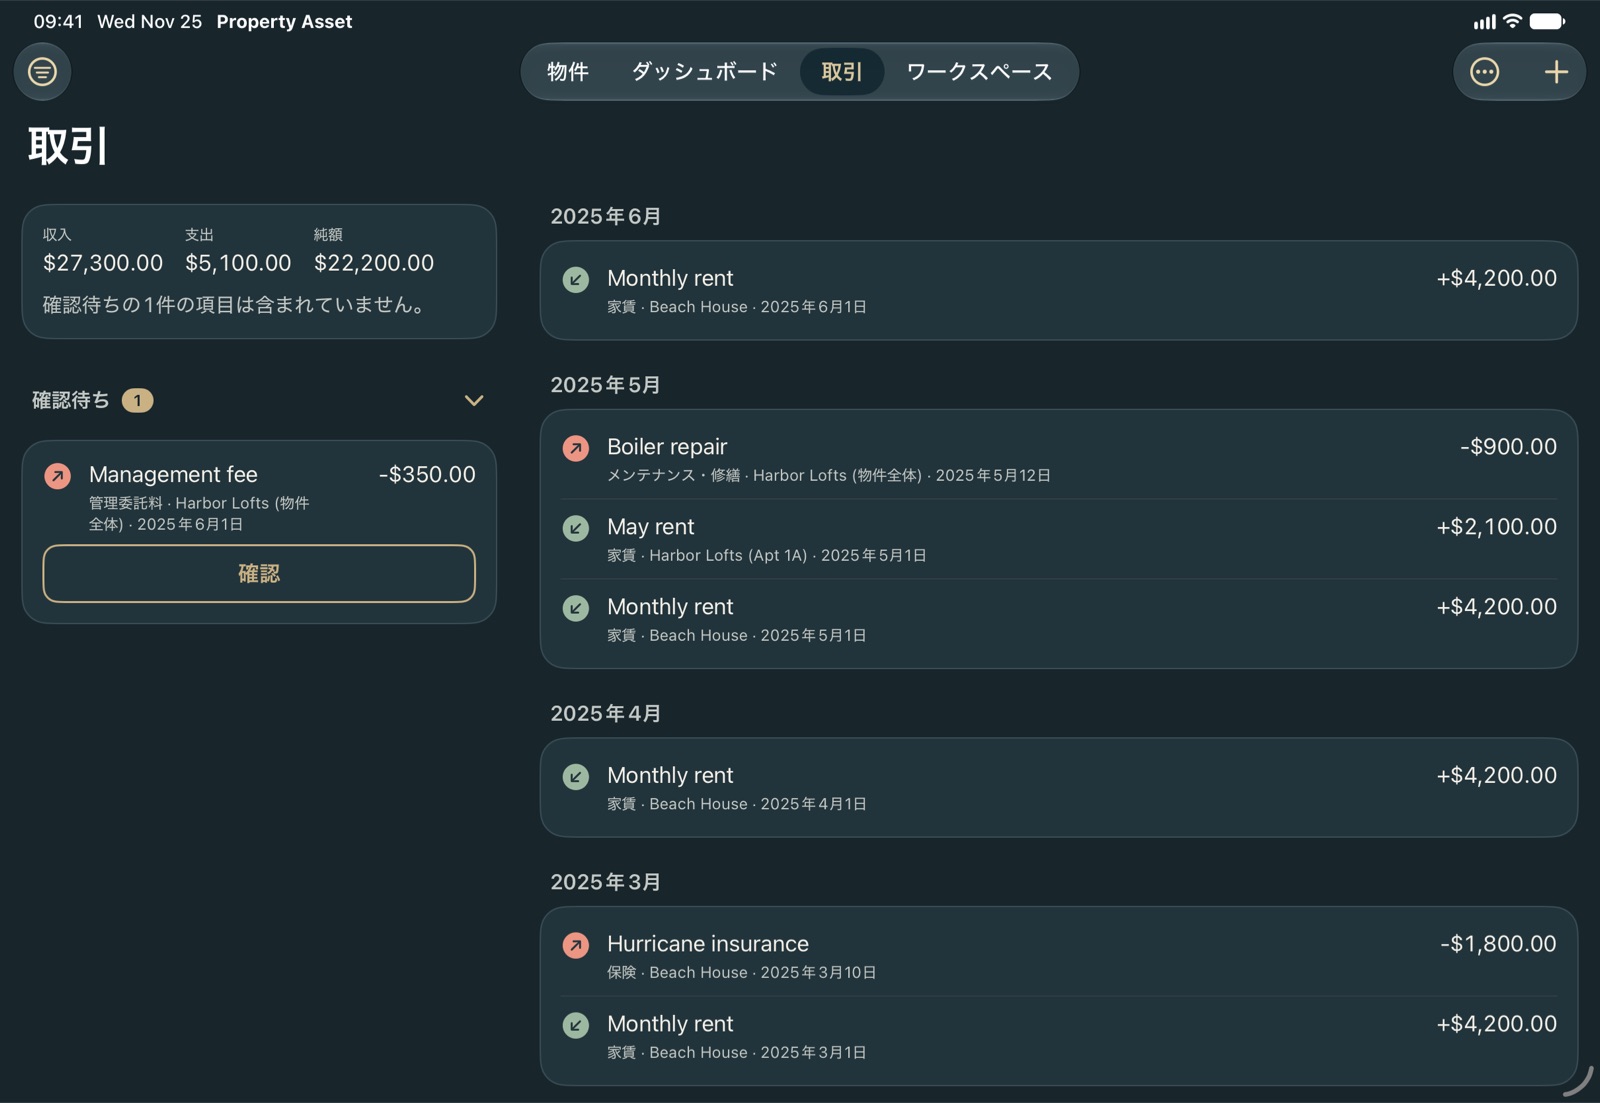 09:41 Wed Nov 25 Property Asset
物件 ダッシュボード 取引 ワークスペース
取引
収入 支出 純額
$27,300.00 $5,100.00 $22,200.00
確認待ちの1件の項目は含まれていません。
確認待ち 1
Management fee -$350.00
管理委託料 · Harbor Lofts (物件
全体) · 2025年6月1日
確認
2025年6月
Monthly rent +$4,200.00
家賃 · Beach House · 2025年6月1日
2025年5月
Boiler repair -$900.00
メンテナンス・修繕 · Harbor Lofts (物件全体) · 2025年5月12日
May rent +$2,100.00
家賃 · Harbor Lofts (Apt 1A) · 2025年5月1日
Monthly rent +$4,200.00
家賃 · Beach House · 2025年5月1日
2025年4月
Monthly rent +$4,200.00
家賃 · Beach House · 2025年4月1日
2025年3月
Hurricane insurance -$1,800.00
保険 · Beach House · 2025年3月10日
Monthly rent +$4,200.00
家賃 · Beach House · 2025年3月1日